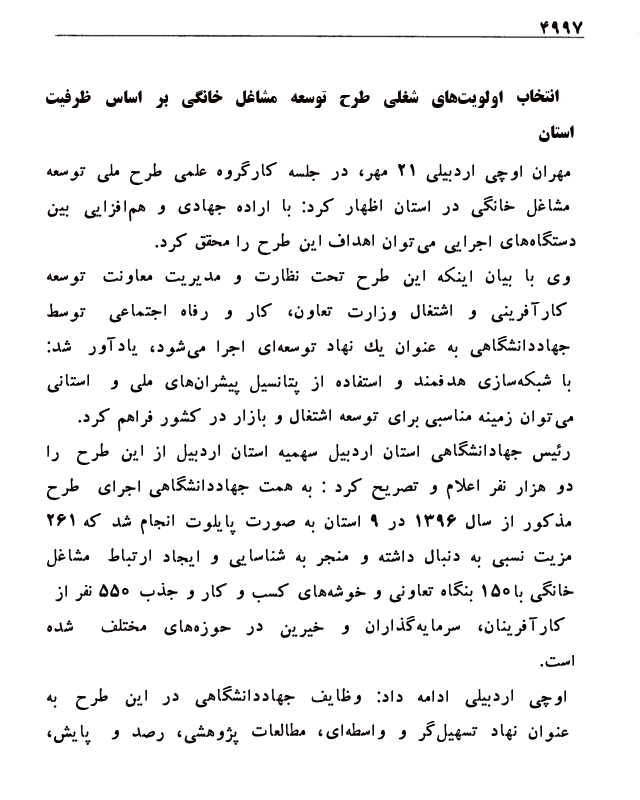 ۴۹۹۷
انتخاب اولویت‌های شغلی طرح توسعه مشاغل خانگی بر اساس ظرفیت
استان
مهران اوچی اردبیلی ۲۱ مهر، در جلسه کارگروه علمی طرح ملی توسعه
مشاغل خانگی در استان اظهار کرد: با اراده جهادی و هم‌افزایی بین
دستگاه‌های اجرایی می‌توان اهداف این طرح را محقق کرد.
وی با بیان اینکه این طرح تحت نظارت و مدیریت معاونت توسعه
کارآفرینی و اشتغال وزارت تعاون، کار و رفاه اجتماعی توسط
جهاددانشگاهی به عنوان یك نهاد توسعه‌ای اجرا می‌شود، یادآور شد:
با شبکه‌سازی هدفمند و استفاده از پتانسیل پیشران‌های ملی و استانی
می‌توان زمینه مناسبی برای توسعه اشتغال و بازار در کشور فراهم کرد.
رئیس جهادانشگاهی استان اردبیل سهمیه استان اردبیل از این طرح را
دو هزار نفر اعلام و تصریح کرد : به همت جهاددانشگاهی اجرای طرح
مذکور از سال ۱۳۹۶ در ۹ استان به صورت پایلوت انجام شد که ۲۶۱
مزیت نسبی به دنبال داشته و منجر به شناسایی و ایجاد ارتباط مشاغل
خانگی با۱۵۰ بنگاه تعاونی و خوشه‌های کسب و کار و جذب ۵۵۰ نفر از
کارآفرینان، سرمایه‌گذاران و خیرین در حوزه‌های مختلف شده
است.
اوچی اردبیلی ادامه داد: وظایف جهاددانشگاهی در این طرح به
عنوان نهاد تسهیل‌گر و واسطه‌ای، مطالعات پژوهشی، رصد و پایش،